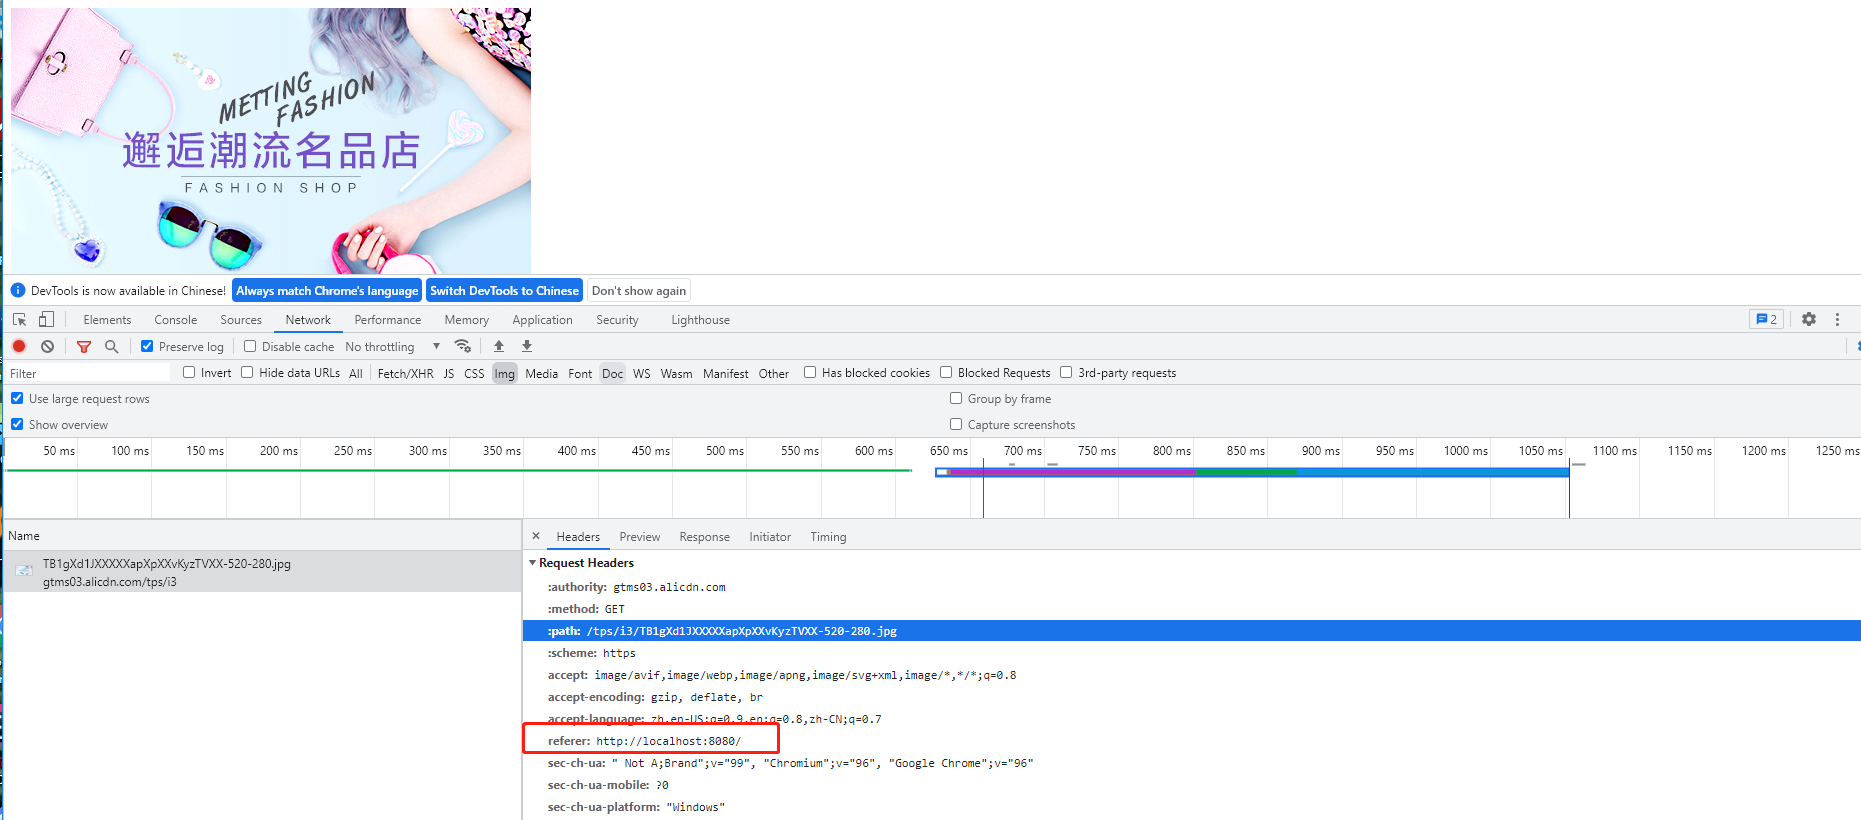 METTING
FASHION
邂逅潮流名品店
FASHION SHOP
DevTools is now available in Chinese! Always match Chrome's language Switch DevTools to Chinese Don't show again
Elements Console Sources Network Performance Memory Application Security Lighthouse 2
Preserve log Disable cache No throttling
Filter Invert Hide data URLs All Fetch/XHR JS CSS Img Media Font Doc WS Wasm Manifest Other Has blocked cookies Blocked Requests 3rd-party requests
Use large request rows Group by frame
Show overview Capture screenshots
50 ms 100 ms 150 ms 200 ms 250 ms 300 ms 350 ms 400 ms 450 ms 500 ms 550 ms 600 ms 650 ms 700 ms 750 ms 800 ms 850 ms 900 ms 950 ms 1000 ms 1050 ms 1100 ms 1150 ms 1200 ms 1250 ms
Name Headers Preview Response Initiator Timing
TB1gXd1JXXXXXapXpXXvKyzTVXX-520-280.jpg
gtms03.alicdn.com/tps/i3
Request Headers
:authority: gtms03.alicdn.com
:method: GET
:path: /tps/i3/TB1gXd1JXXXXXapXpXXvKyzTVXX-520-280.jpg
:scheme: https
accept: image/avif,image/webp,image/apng,image/svg+xml,image/*,*/*;q=0.8
accept-encoding: gzip, deflate, br
accept-language: zh,en-US;q=0.9,en;q=0.8,zh-CN;q=0.7
referer: http://localhost:8080/
sec-ch-ua: " Not A;Brand";v="99", "Chromium";v="96", "Google Chrome";v="96"
sec-ch-ua-mobile: ?0
sec-ch-ua-platform: "Windows"